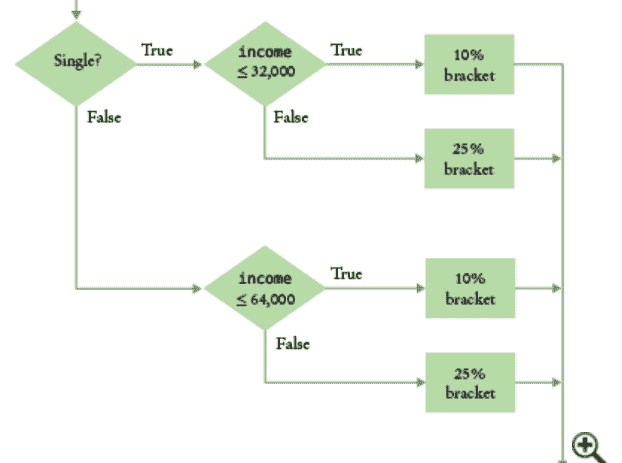 Single?
True
income
≤ 32,000
True
10%
bracket
False
False
25%
bracket
income
≤ 64,000
True
10%
bracket
False
25%
bracket